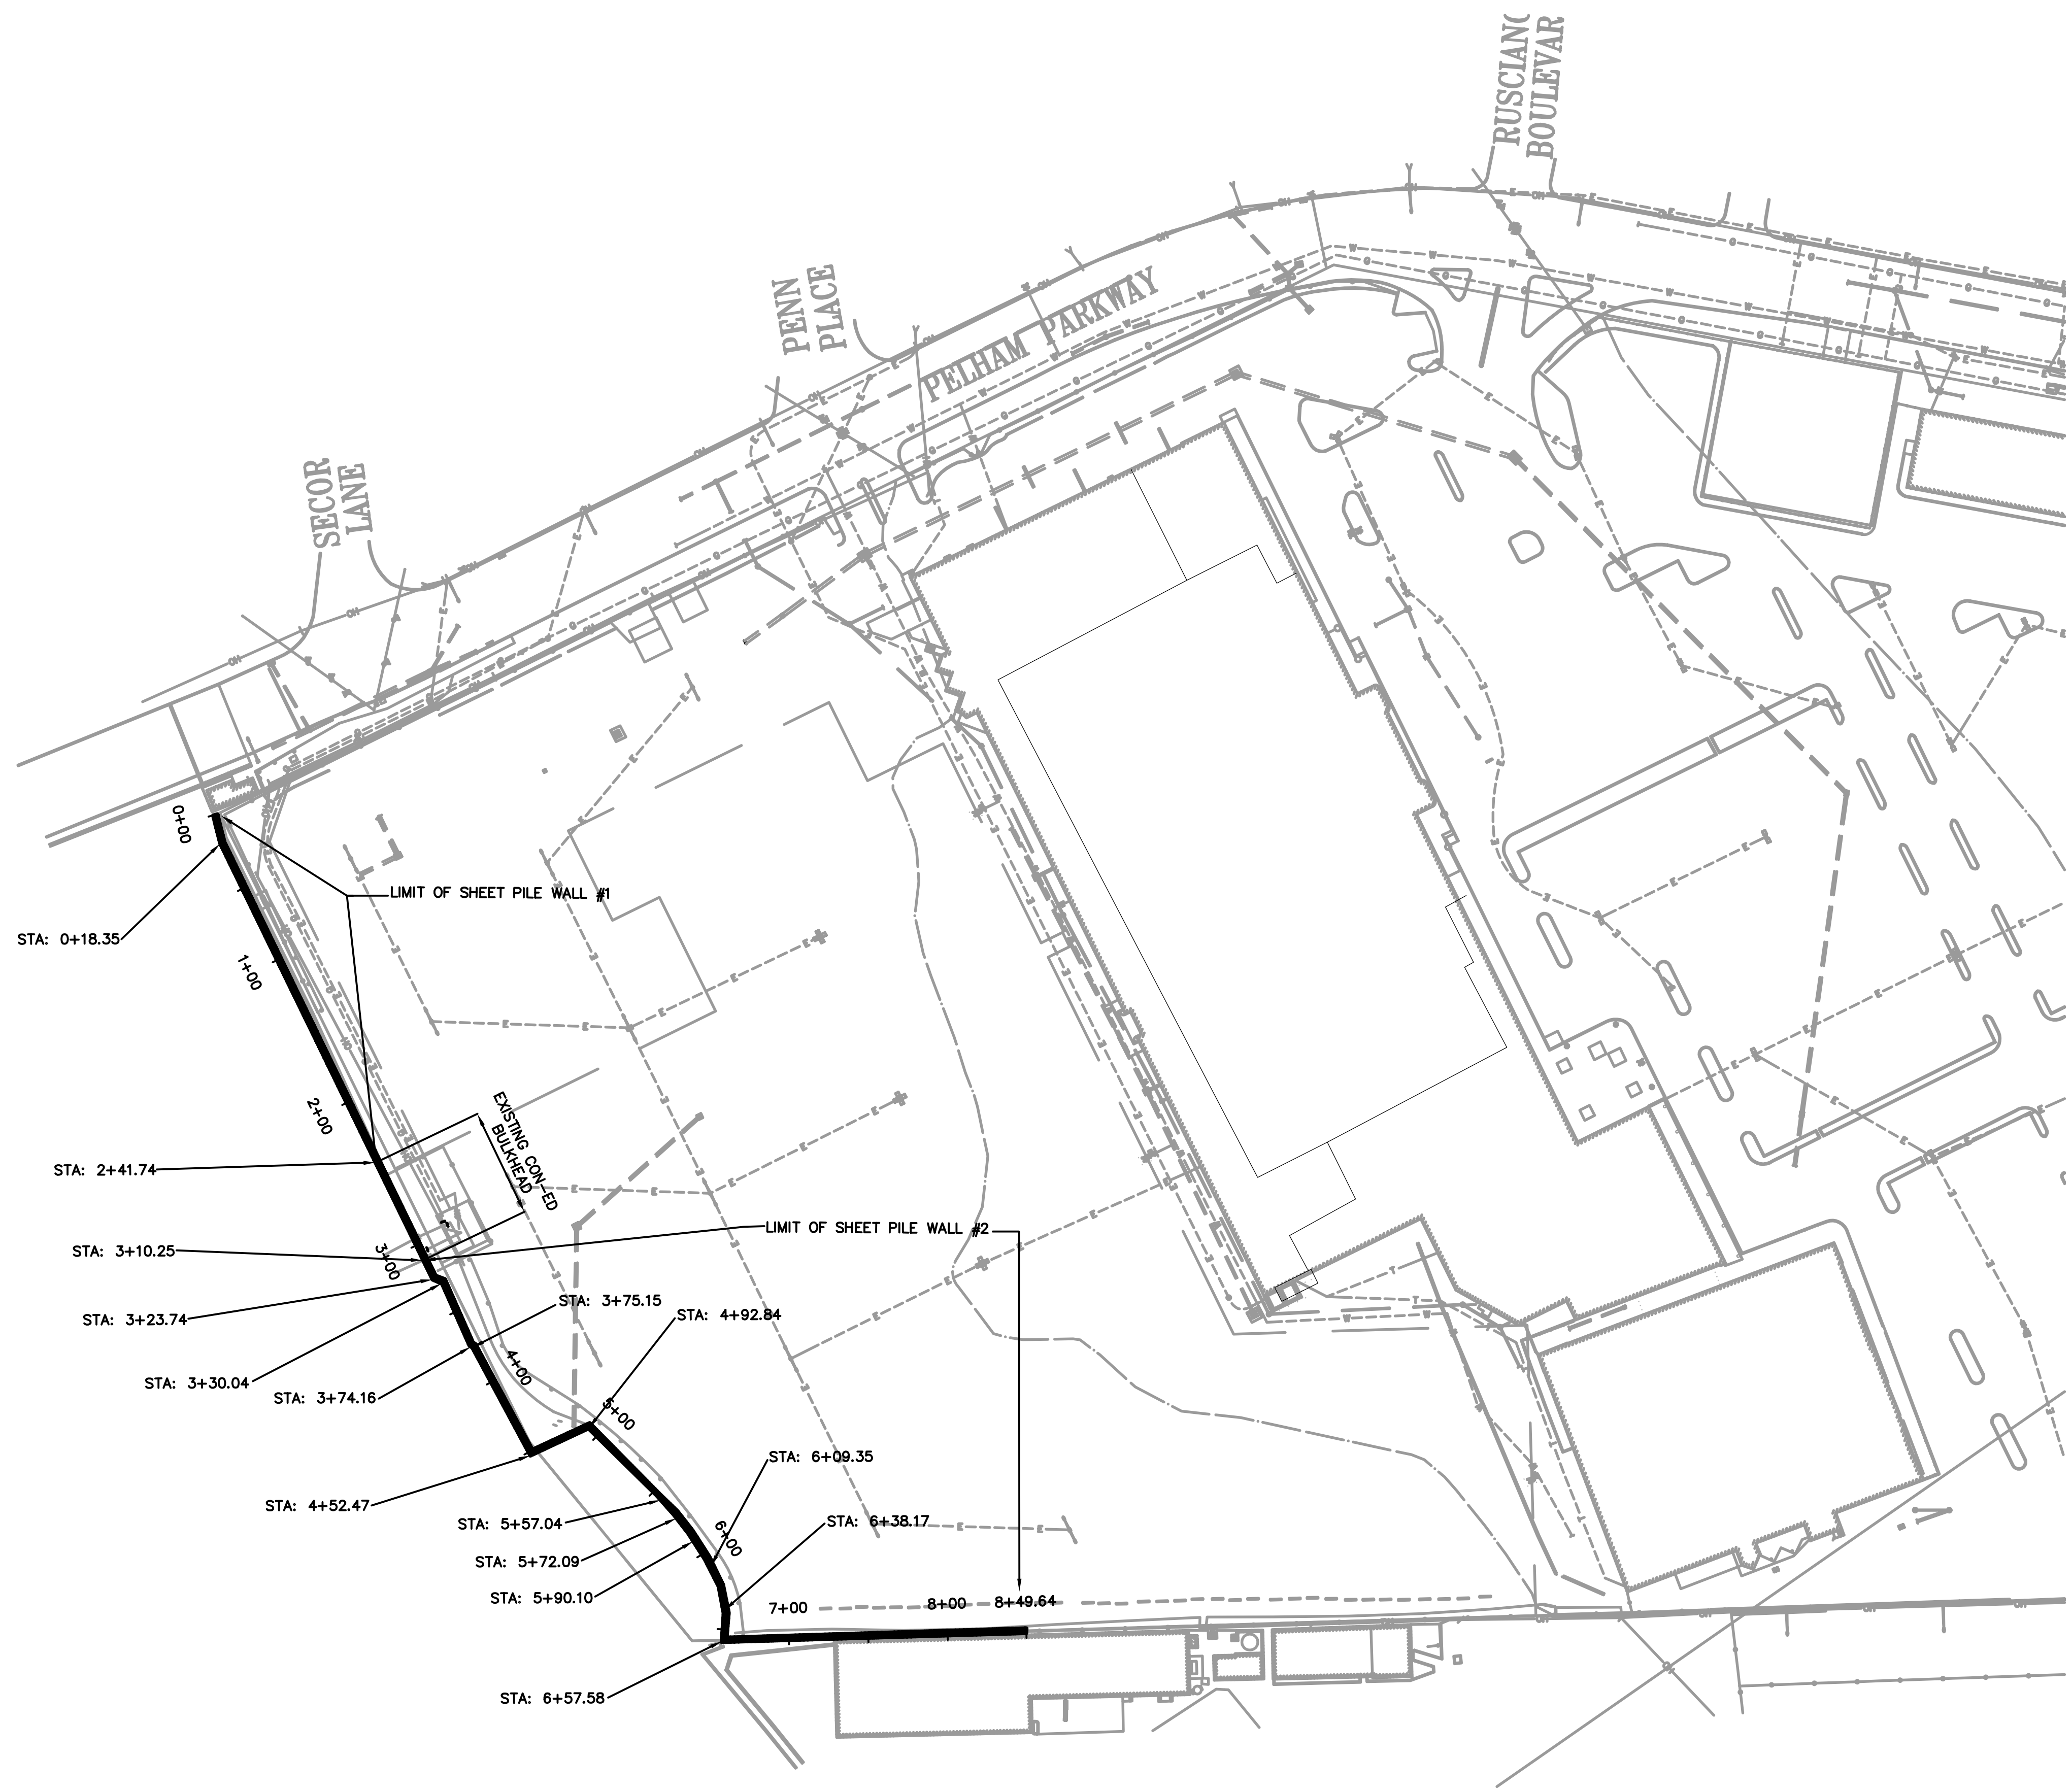 RUSCIANO
BOULEVAR
PENN
PLACE
PELHAM PARKWAY
SECOR
LANE
0+00
LIMIT OF SHEET PILE WALL #1
STA: 0+18.35
1+00
2+00
EXISTING CON-ED
BULKHEAD
STA: 2+41.74
LIMIT OF SHEET PILE WALL #2
STA: 3+10.25
3+00
STA: 3+75.15
STA: 3+23.74
STA: 4+92.84
4+00
STA: 3+30.04
STA: 3+74.16
5+00
STA: 6+09.35
STA: 4+52.47
STA: 5+57.04
STA: 6+38.17
6+00
STA: 5+72.09
STA: 5+90.10
7+00
8+00
8+49.64
STA: 6+57.58